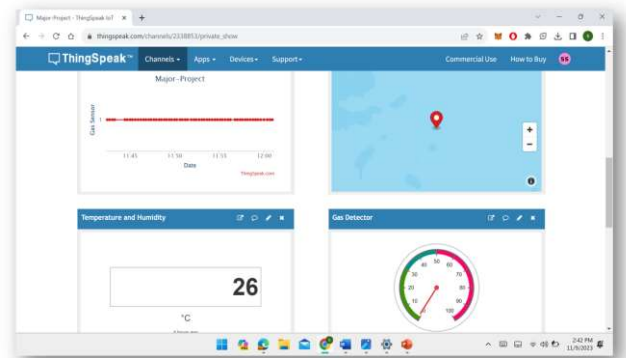 Major-Project - ThingSpeak IoT
thingspeak.com/channels/2338853/private_show
ThingSpeak™ Channels Apps Devices Support Commercial Use How to Buy SS
Major-Project
Gas Sensor
1
11:45 11:50 11:55 12:00
Date
ThingSpeak.com
Temperature and Humidity
26
°C
Gas Detector
20 30 40 50 60 70 80 90 100
2:42 PM
11/9/2023